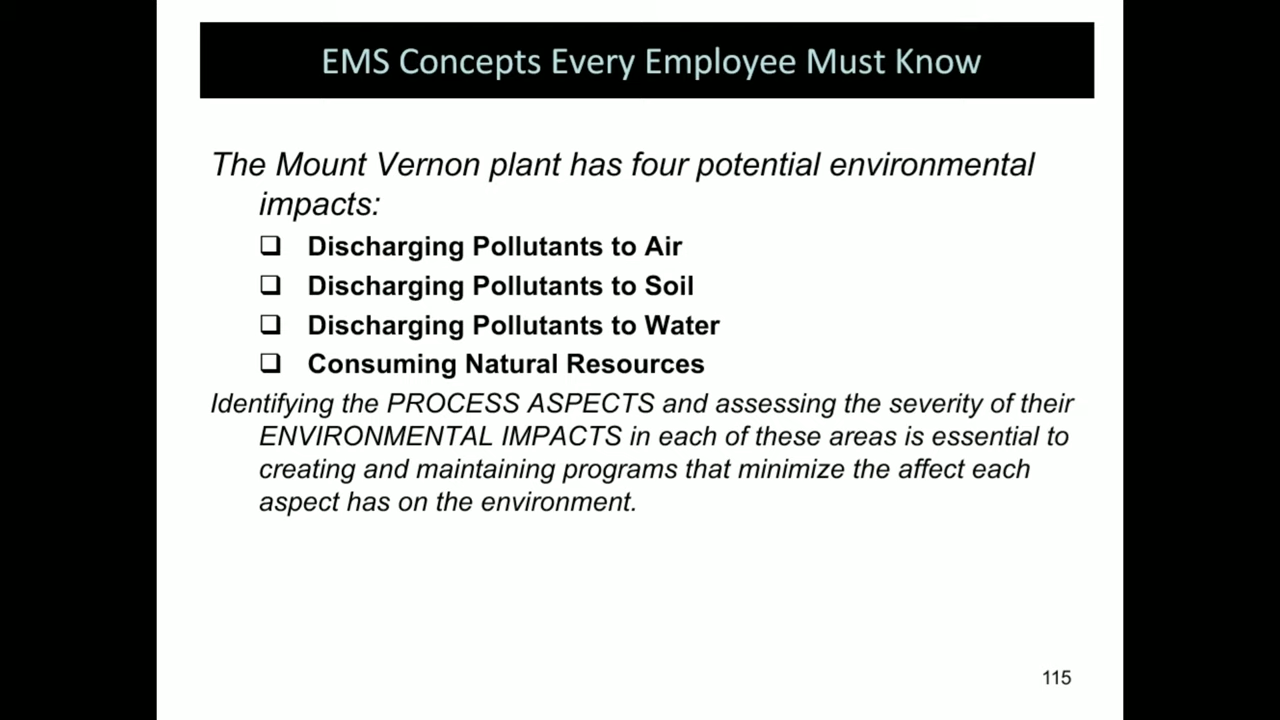 EMS Concepts Every Employee Must Know
The Mount Vernon plant has four potential environmental
impacts:
❑ Discharging Pollutants to Air
❑ Discharging Pollutants to Soil
❑ Discharging Pollutants to Water
❑ Consuming Natural Resources
Identifying the PROCESS ASPECTS and assessing the severity of their
ENVIRONMENTAL IMPACTS in each of these areas is essential to
creating and maintaining programs that minimize the affect each
aspect has on the environment.
115